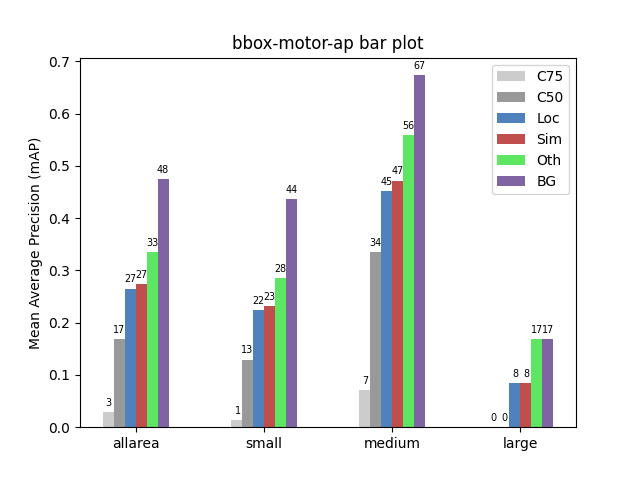 bbox-motor-ap bar plot
Mean Average Precision (mAP)
0.7
0.6
0.5
0.4
0.3
0.2
0.1
0.0
3
17
27
27
33
48
1
13
22
23
28
44
7
34
45
47
56
67
0
0
8
8
17
17
allarea
small
medium
large
C75
C50
Loc
Sim
Oth
BG